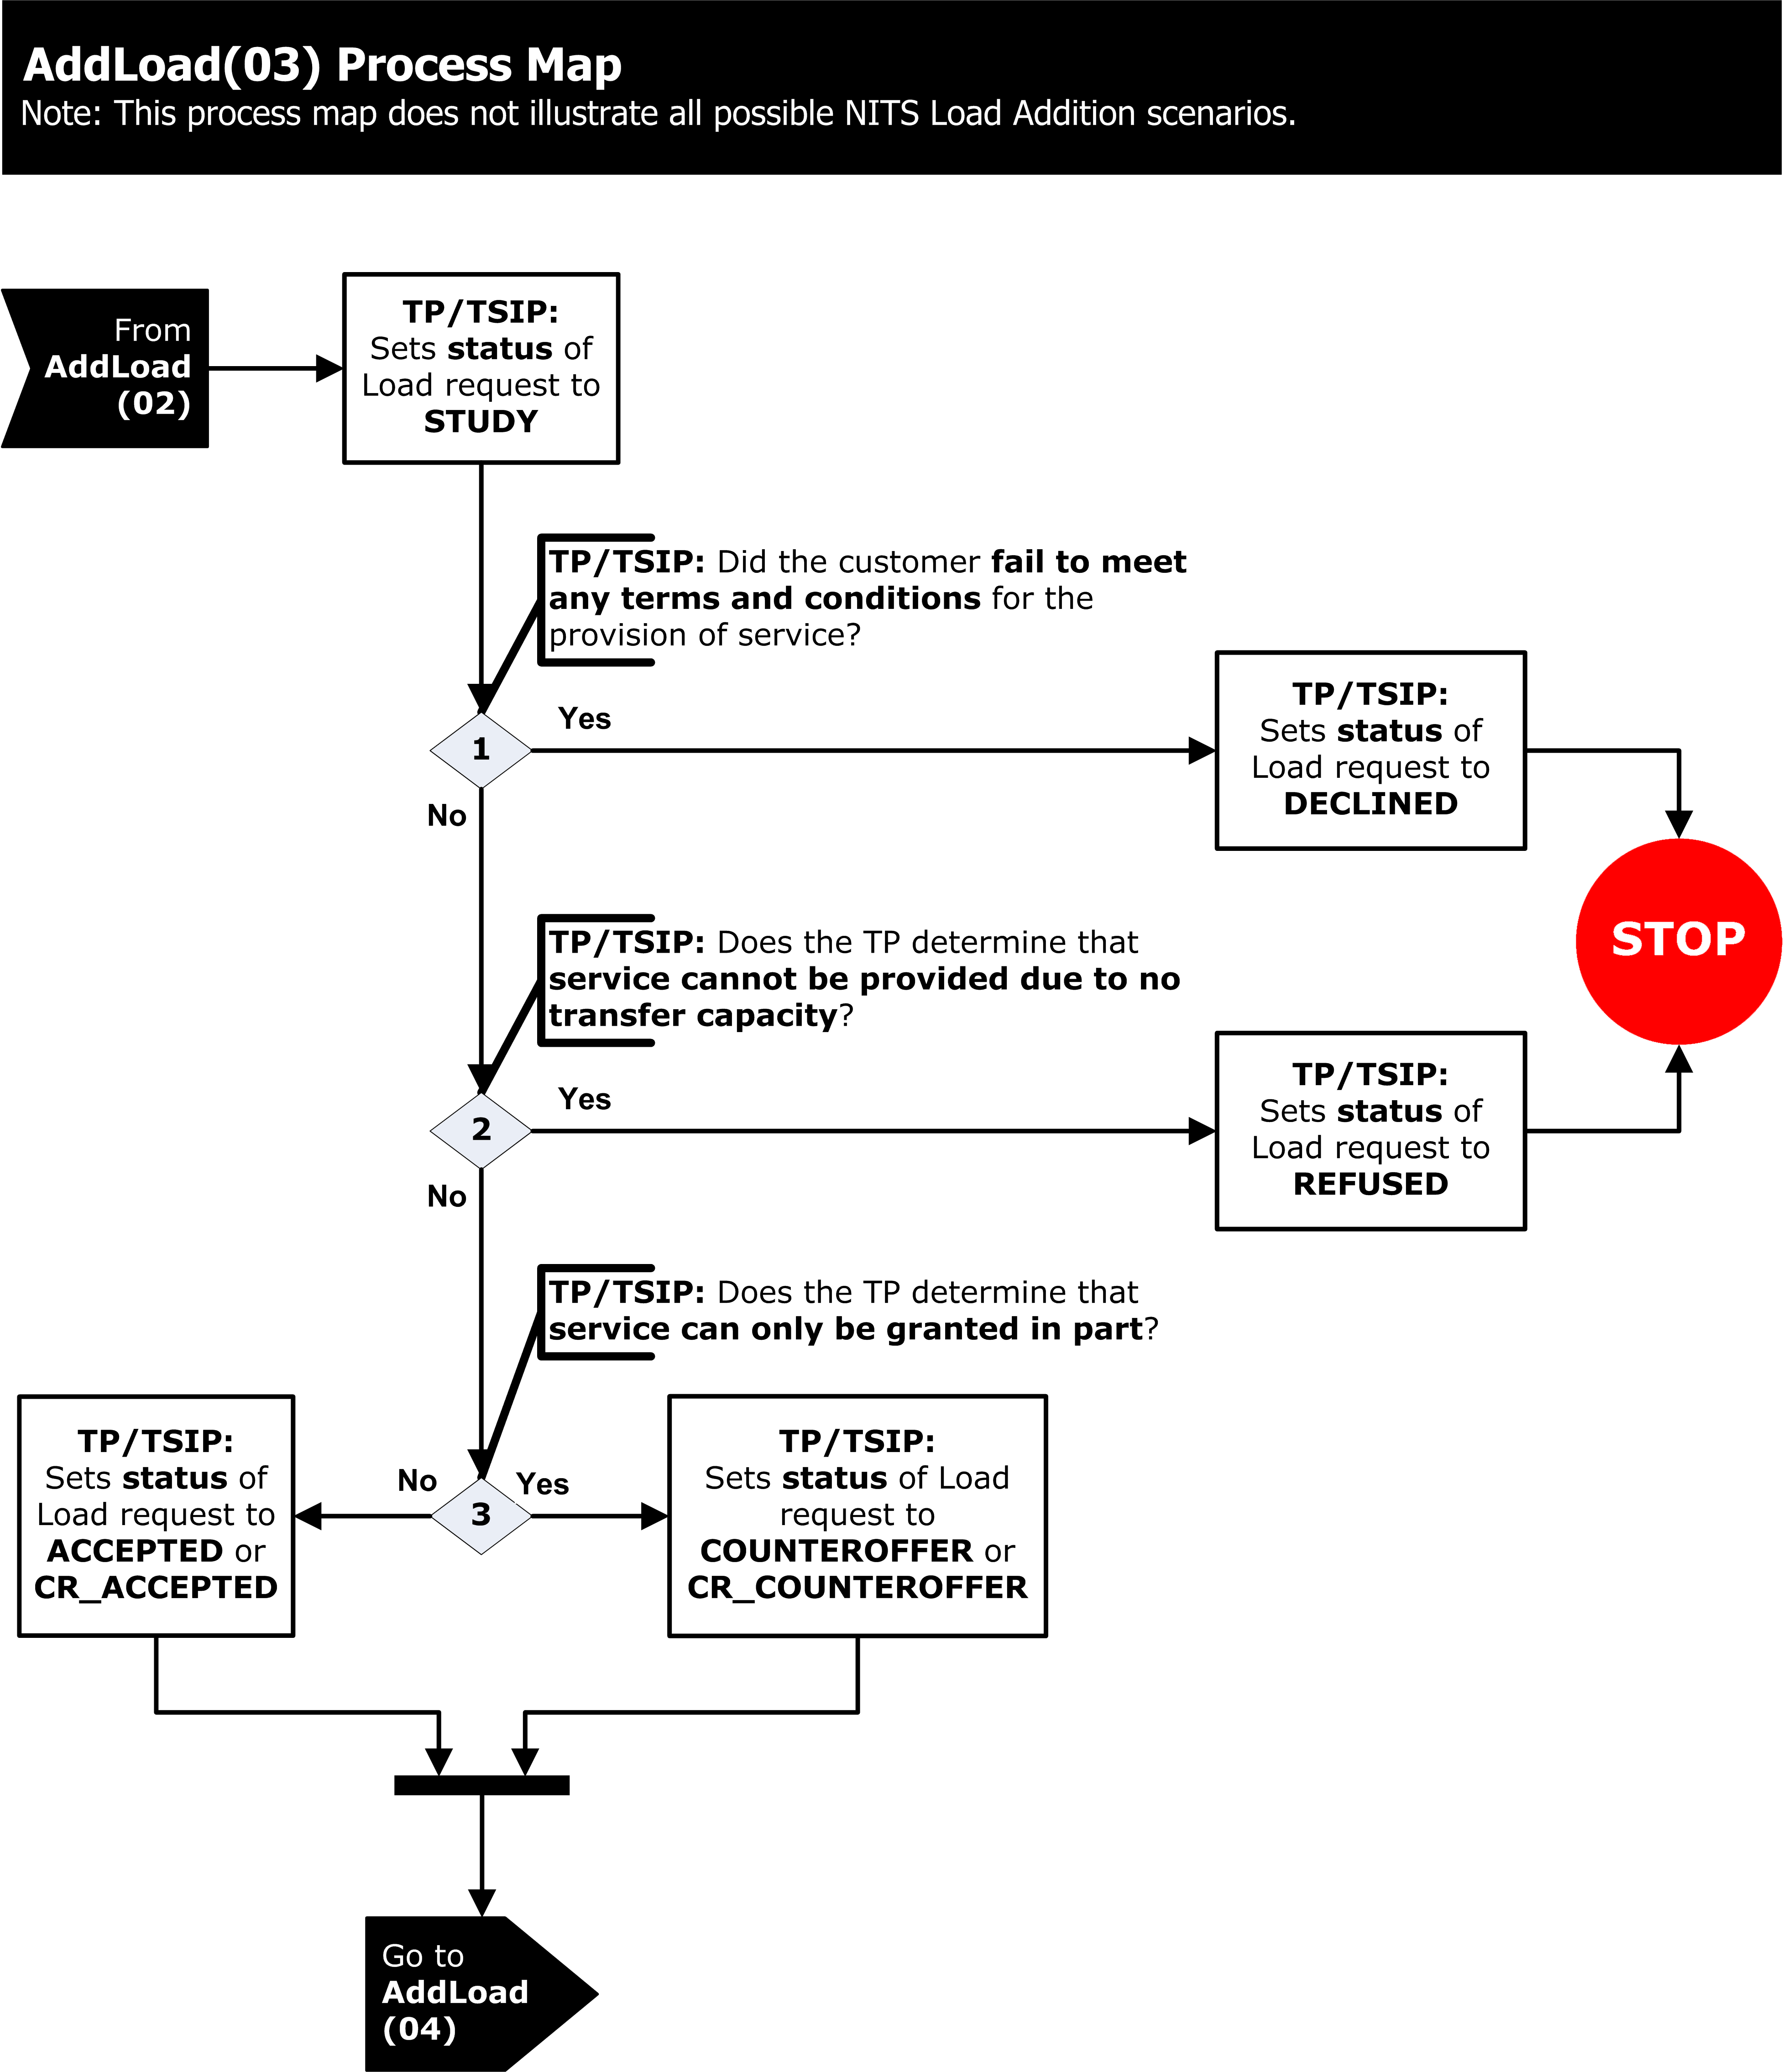 AddLoad(03) Process Map
Note: This process map does not illustrate all possible NITS Load Addition scenarios.
From
AddLoad
(02)
TP/TSIP:
Sets status of
Load request to
STUDY
TP/TSIP: Did the customer fail to meet
any terms and conditions for the
provision of service?
1
Yes
No
TP/TSIP:
Sets status of
Load request to
DECLINED
STOP
TP/TSIP: Does the TP determine that
service cannot be provided due to no
transfer capacity?
2
Yes
No
TP/TSIP:
Sets status of
Load request to
REFUSED
TP/TSIP: Does the TP determine that
service can only be granted in part?
3
No
Yes
TP/TSIP:
Sets status of
Load request to
ACCEPTED or
CR_ACCEPTED
TP/TSIP:
Sets status of Load
request to
COUNTEROFFER or
CR_COUNTEROFFER
Go to
AddLoad
(04)